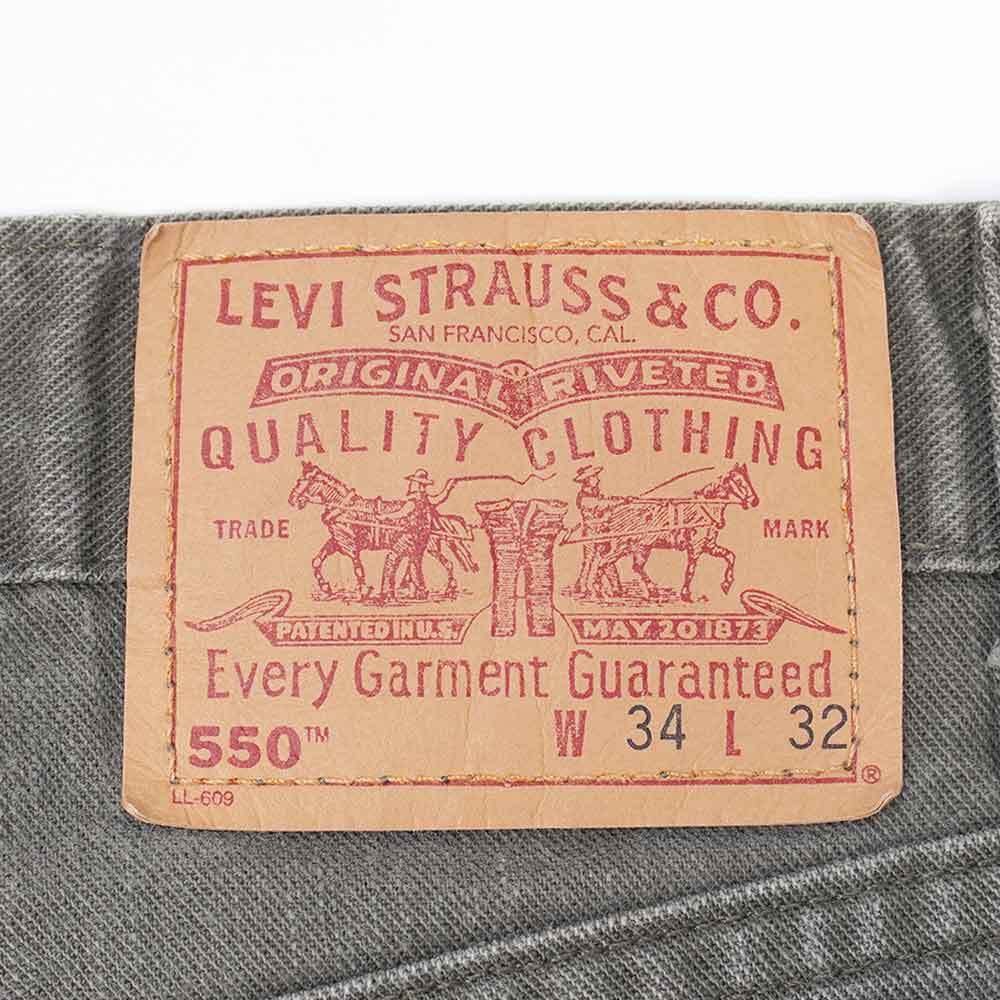 LEVI STRAUSS & CO.
SAN FRANCISCO, CAL.
ORIGINAL RIVETED
QUALITY CLOTHING
TRADE MARK
PATENTED IN U.S. MAY 20 1873
Every Garment Guaranteed
550™ W 34 L 32
LL-609 ®